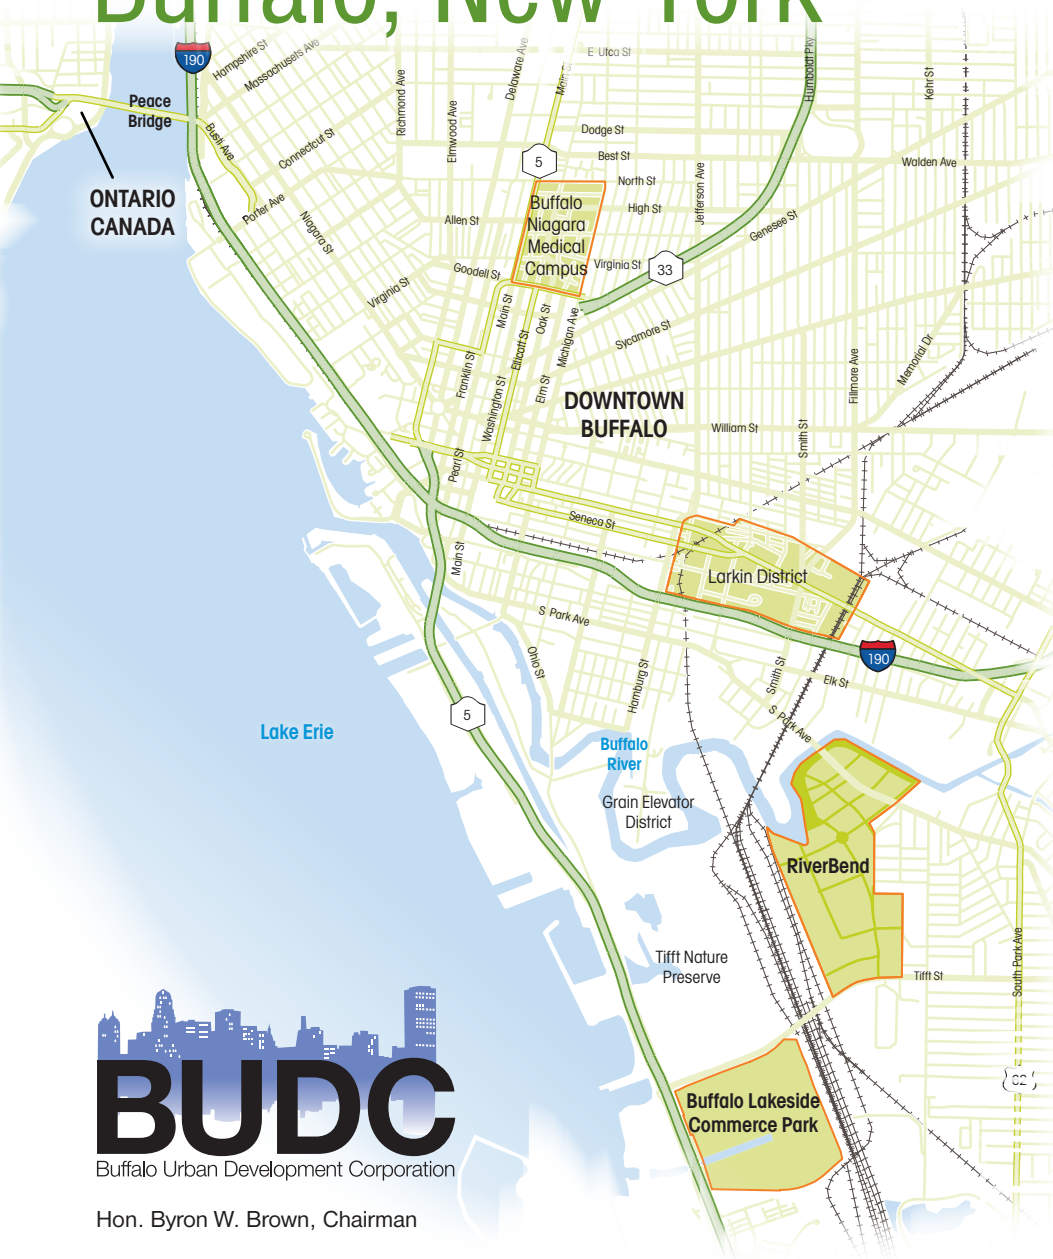 Buffalo, New York
190
Hampshire St
Massachusets Ave
Richmond Ave
Elmwood Ave
Delaware Ave
Main St
E Utca St
Humboldt Pky
Kehr St
Peace
Bridge
Busti Ave
Connecticut St
Dodge St
Best St
Walden Ave
5
North St
ONTARIO
CANADA
Porter Ave
Niagara St
Allen St
Buffalo
Niagara
Medical
Campus
High St
Jefferson Ave
Genesee St
Goodell St
Virginia St
33
Virginia St
Main St
Ellicott St
Oak St
Michigan Ave
Sycamore St
Franklin St
Washington St
Elm St
Fillmore Ave
Memorial Dr
DOWNTOWN
BUFFALO
William St
Smith St
Pearl St
Seneca St
Main St
Larkin District
S Park Ave
Ohio St
Hamburg St
Smith St
190
Elk St
5
S Park Ave
Lake Erie
Buffalo
River
Grain Elevator
District
RiverBend
Tifft Nature
Preserve
Tifft St
South Park Ave
62
Buffalo Lakeside
Commerce Park
BUDC
Buffalo Urban Development Corporation
Hon. Byron W. Brown, Chairman